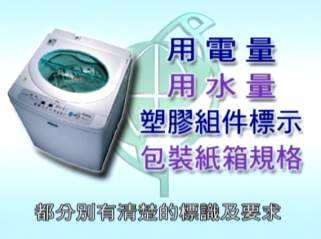 用電量
用水量
塑膠組件標示
包裝紙箱規格
都分別有清楚的標識及要求